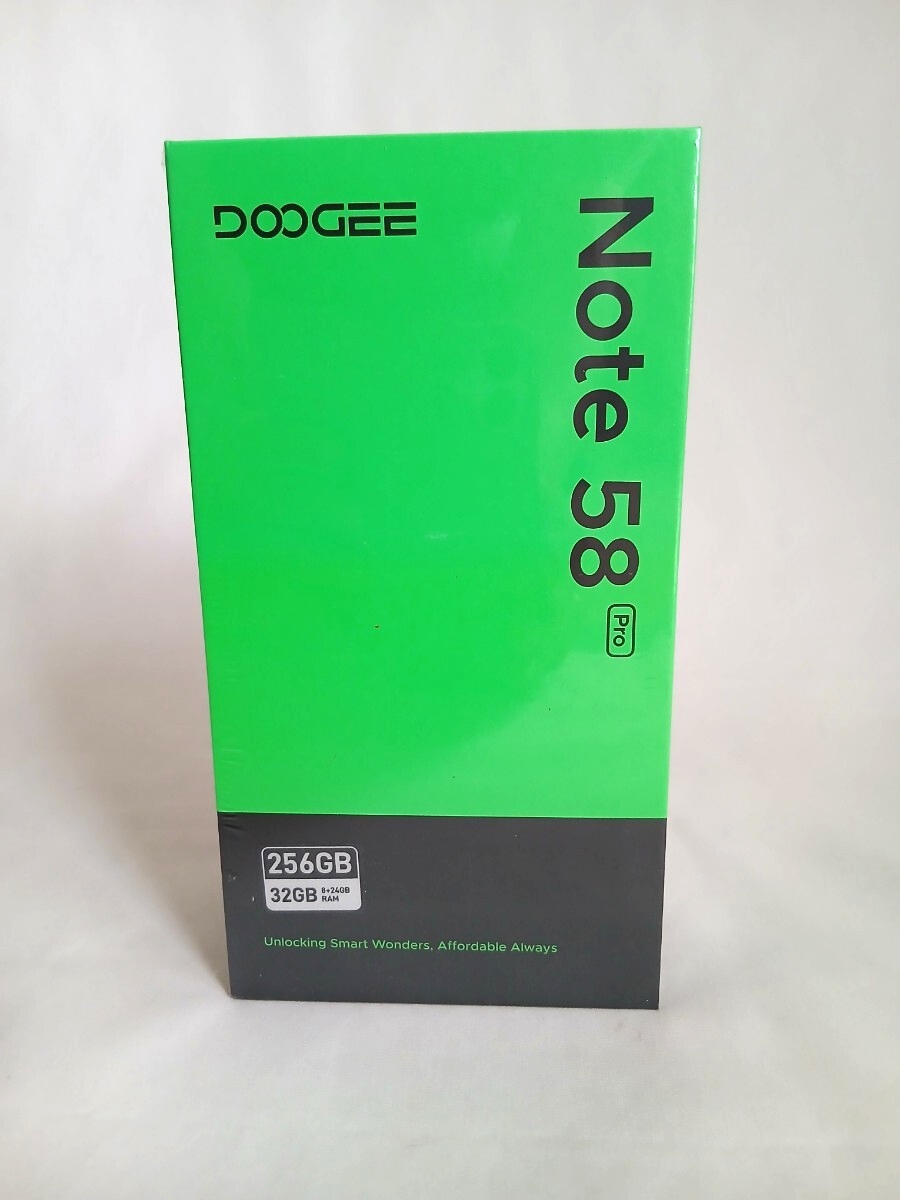 DOOGEE
Note 58 Pro
256GB
32GB 8+24GB RAM
Unlocking Smart Wonders, Affordable Always